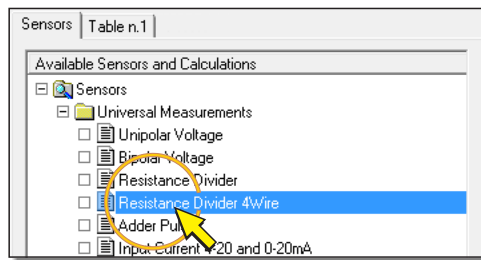 Sensors Table n.1
Available Sensors and Calculations
Sensors
Universal Measurements
Unipolar Voltage
Bipolar Voltage
Resistance Divider
Resistance Divider 4Wire
Adder Pul
Input Current 4-20 and 0-20mA